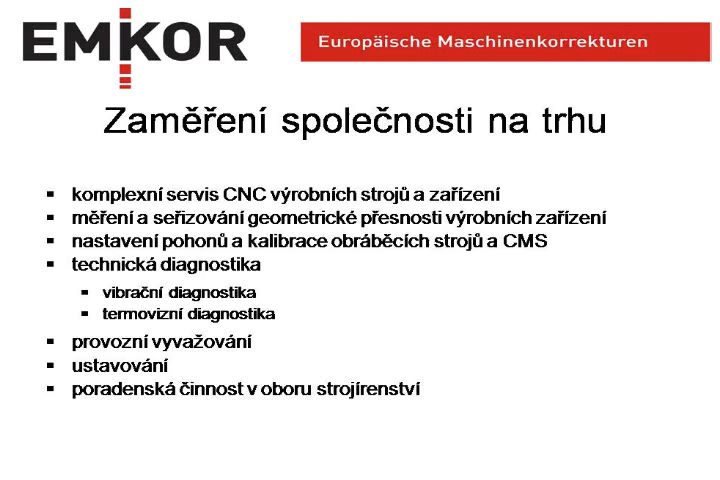 EMKOR
Europäische Maschinenkorrekturen
Zaměření společnosti na trhu
▪ komplexní servis CNC výrobních strojů a zařízení
▪ měření a seřizování geometrické přesnosti výrobních zařízení
▪ nastavení pohonů a kalibrace obráběcích strojů a CMS
▪ technická diagnostika
▪ vibrační diagnostika
▪ termovizní diagnostika
▪ provozní vyvažování
▪ ustavování
▪ poradenská činnost v oboru strojírenství